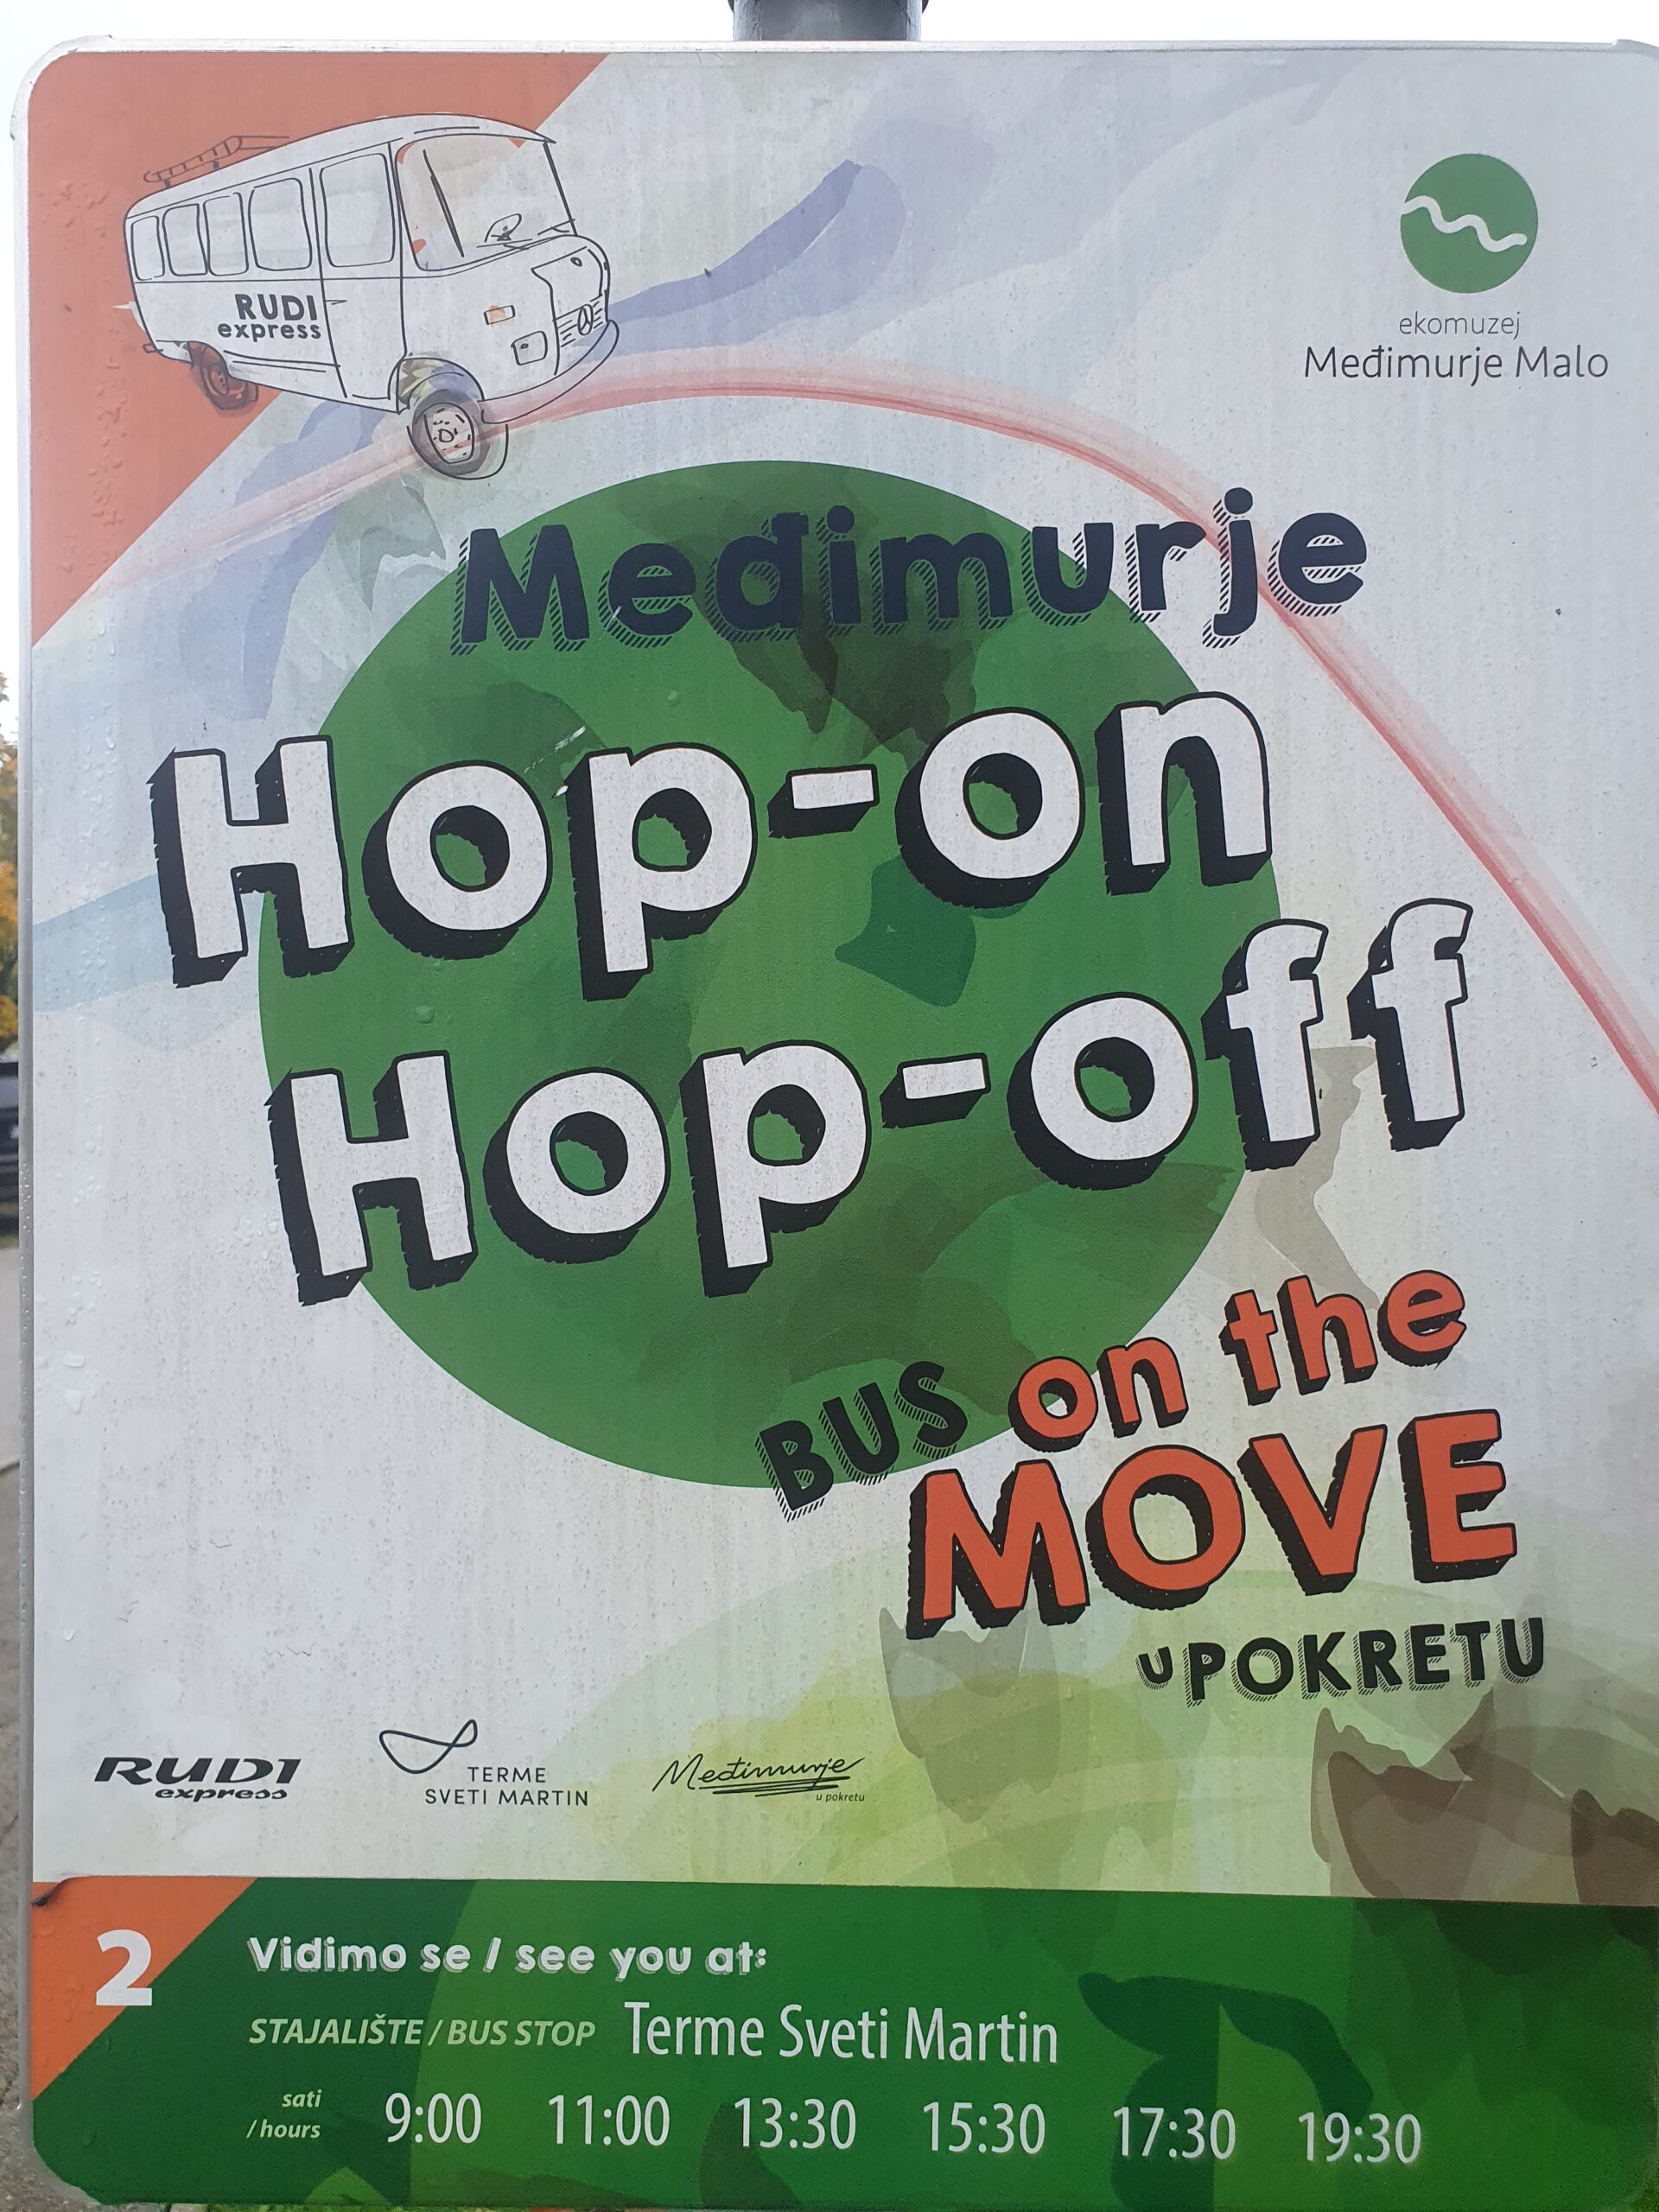 RUDI
express
ekomuzej
Međimurje Malo
Međimurje
Hop-on
Hop-off
BUS on the
MOVE
u POKRETU
RUDI
express
TERME
SVETI MARTIN
Međimurje
u pokretu
2
Vidimo se / see you at:
STAJALIŠTE / BUS STOP Terme Sveti Martin
sati
/ hours
9:00 11:00 13:30 15:30 17:30 19:30